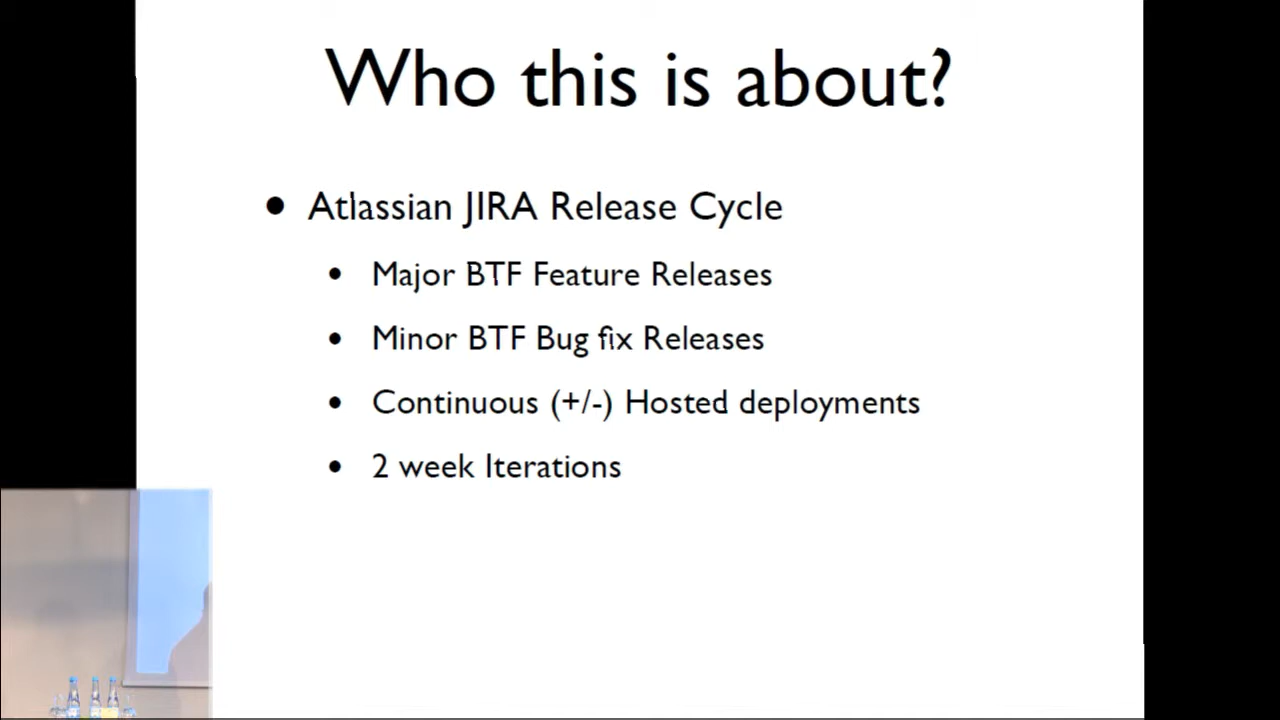 Who this is about?
• Atlassian JIRA Release Cycle
• Major BTF Feature Releases
• Minor BTF Bug fix Releases
• Continuous (+/-) Hosted deployments
• 2 week Iterations